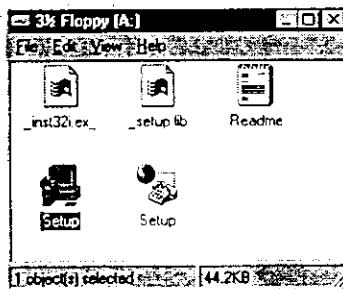 3½ Floppy (A:)
File Edit View Help
_inst32i.ex_ _setup.lib Readme
Setup Setup
1 object(s) selected 44.2KB